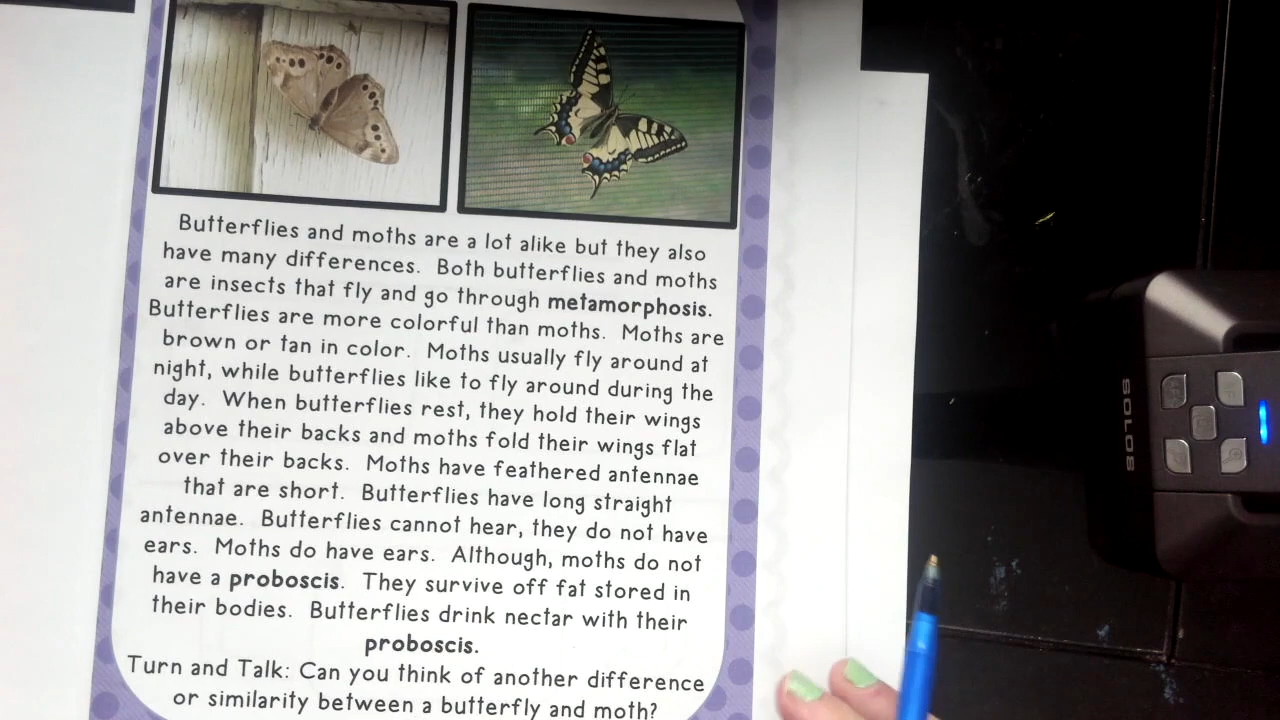 Butterflies and moths are a lot alike but they also
have many differences. Both butterflies and moths
are insects that fly and go through metamorphosis.
Butterflies are more colorful than moths. Moths are
brown or tan in color. Moths usually fly around at
night, while butterflies like to fly around during the
day. When butterflies rest, they hold their wings
above their backs and moths fold their wings flat
over their backs. Moths have feathered antennae
that are short. Butterflies have long straight
antennae. Butterflies cannot hear, they do not have
ears. Moths do have ears. Although, moths do not
have a proboscis. They survive off fat stored in
their bodies. Butterflies drink nectar with their
proboscis.
Turn and Talk: Can you think of another difference
or similarity between a butterfly and moth?
SOLO8